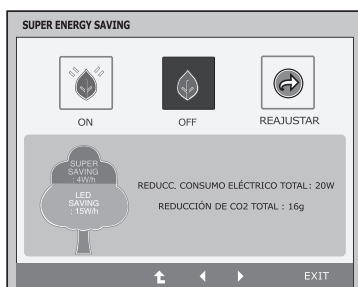 SUPER ENERGY SAVING
ON OFF REAJUSTAR
SUPER
SAVING
: 4W/h
LED
SAVING
: 15W/h
REDUCC. CONSUMO ELÉCTRICO TOTAL: 20W
REDUCCIÓN DE CO2 TOTAL : 16g
EXIT